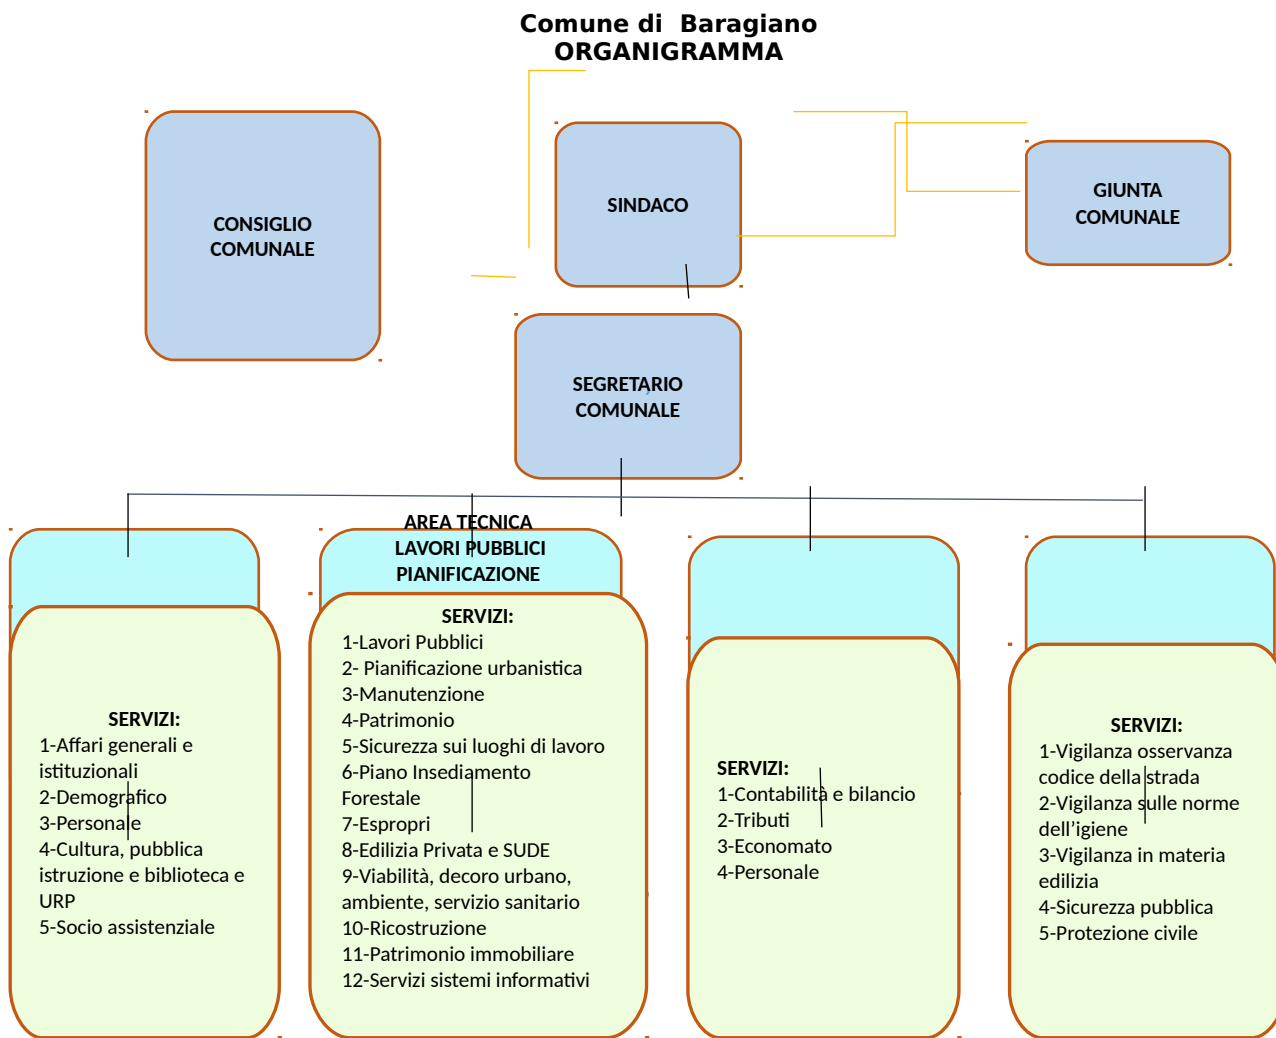 Comune di  Baragiano
ORGANIGRAMMA
CONSIGLIO
COMUNALE
SINDACO
GIUNTA
COMUNALE
SEGRETARIO
COMUNALE
SERVIZI:
1-Affari generali e
istituzionali
2-Demografico
3-Personale
4-Cultura, pubblica
istruzione e biblioteca e
URP
5-Socio assistenziale
AREA TECNICA
LAVORI PUBBLICI
PIANIFICAZIONE
SERVIZI:
1-Lavori Pubblici
2- Pianificazione urbanistica
3-Manutenzione
4-Patrimonio
5-Sicurezza sui luoghi di lavoro
6-Piano Insediamento
Forestale
7-Espropri
8-Edilizia Privata e SUDE
9-Viabilità, decoro urbano,
ambiente, servizio sanitario
10-Ricostruzione
11-Patrimonio immobiliare
12-Servizi sistemi informativi
SERVIZI:
1-Contabilità e bilancio
2-Tributi
3-Economato
4-Personale
SERVIZI:
1-Vigilanza osservanza
codice della strada
2-Vigilanza sulle norme
dell’igiene
3-Vigilanza in materia
edilizia
4-Sicurezza pubblica
5-Protezione civile